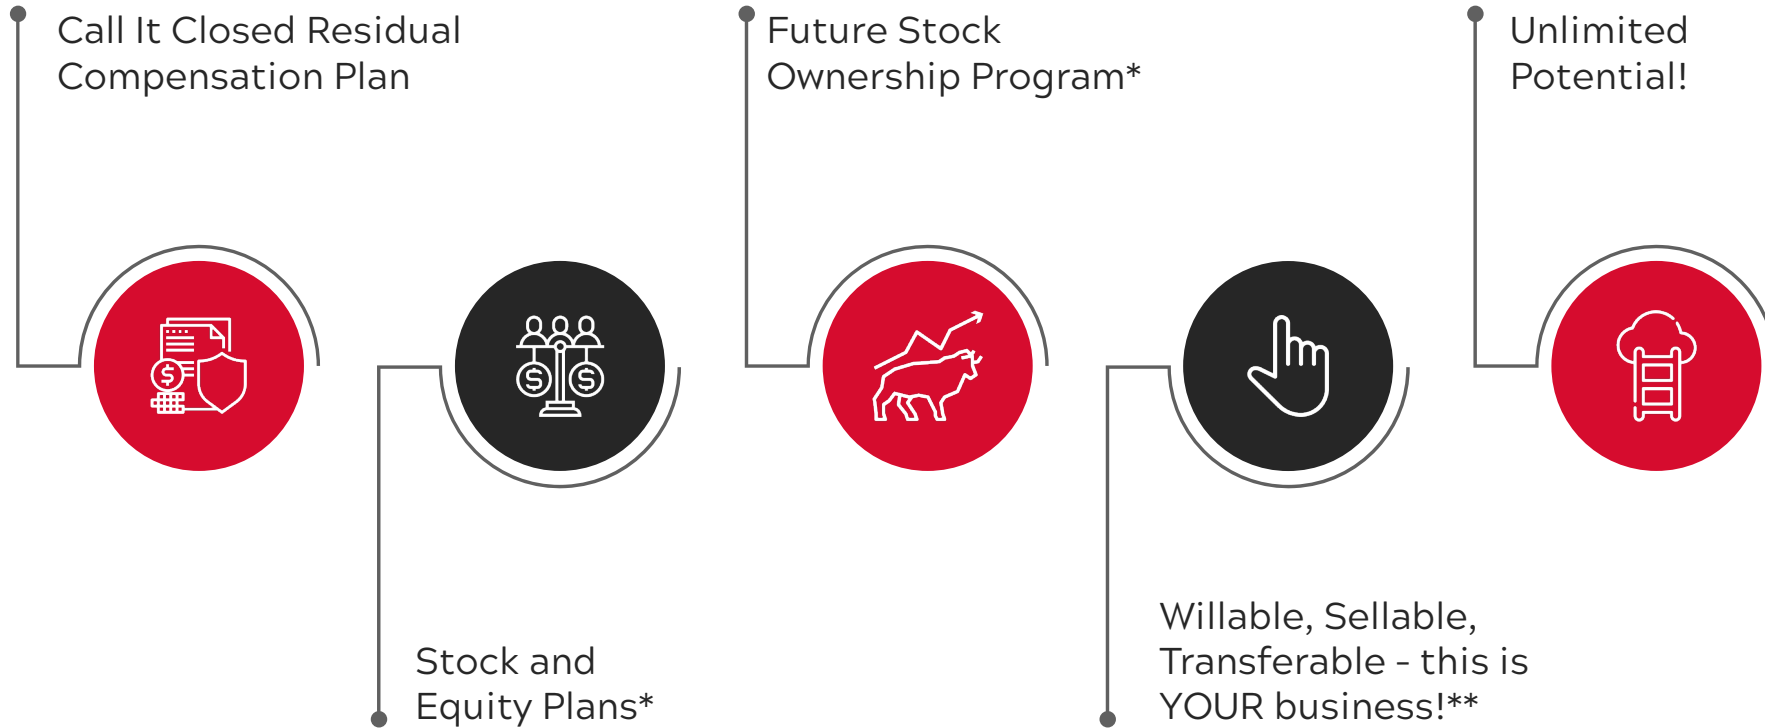 Call It Closed Residual
Compensation Plan
Stock and
Equity Plans*
Future Stock
Ownership Program*
Willable, Sellable,
Transferable - this is
YOUR business!**
Unlimited
Potential!